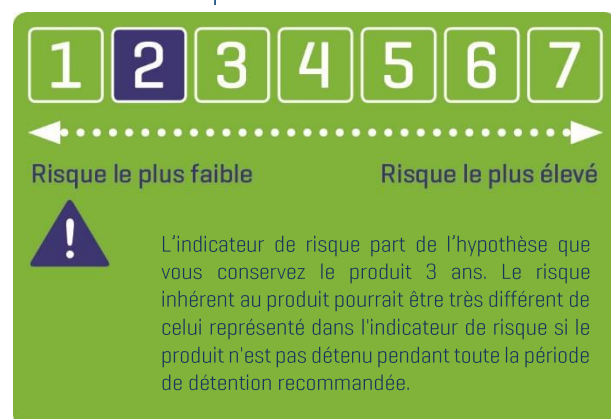 1 2 3 4 5 6 7
Risque le plus faible Risque le plus élevé
!
L'indicateur de risque part de l'hypothèse que
vous conservez le produit 3 ans. Le risque
inhérent au produit pourrait être très différent de
celui représenté dans l'indicateur de risque si le
produit n'est pas détenu pendant toute la période
de détention recommandée.